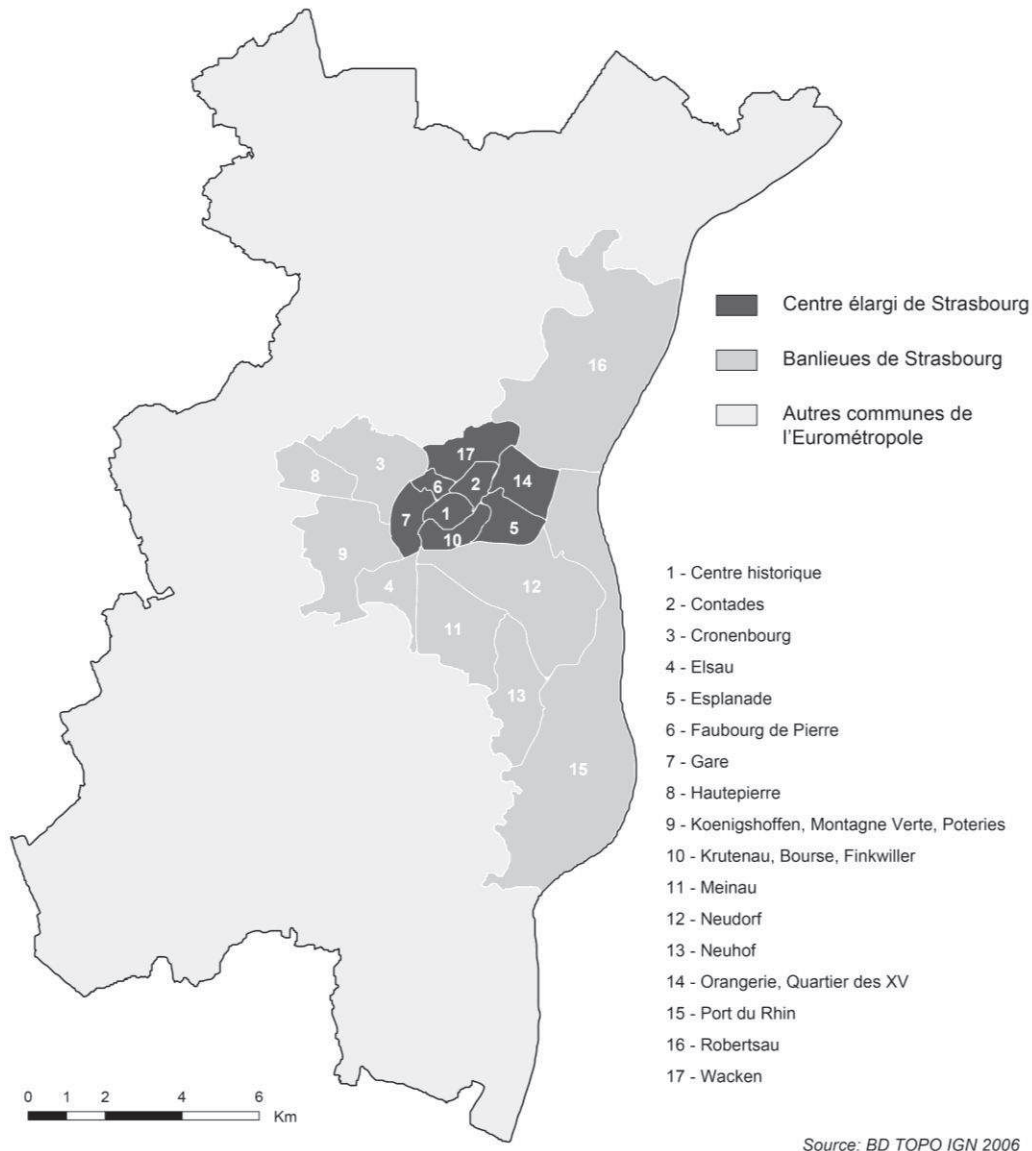 Centre élargi de Strasbourg
Banlieues de Strasbourg
Autres communes de
l'Eurométropole
16
17
3
8
6
2
14
7
1
5
10
9
4
12
11
13
15
1 - Centre historique
2 - Contades
3 - Cronenbourg
4 - Elsau
5 - Esplanade
6 - Faubourg de Pierre
7 - Gare
8 - Hautepierre
9 - Koenigshoffen, Montagne Verte, Poteries
10 - Krutenau, Bourse, Finkwiller
11 - Meinau
12 - Neudorf
13 - Neuhof
14 - Orangerie, Quartier des XV
15 - Port du Rhin
16 - Robertsau
17 - Wacken
0 1 2 4 6
Km
Source: BD TOPO IGN 2006